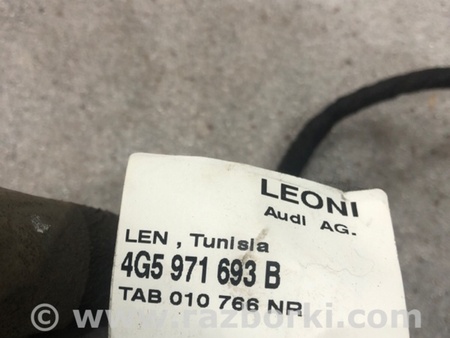 LEONI
Audi AG.
LEN , Tunisia
4G5 971 693 B
TAB 010 766 NR
© www.razborki.com